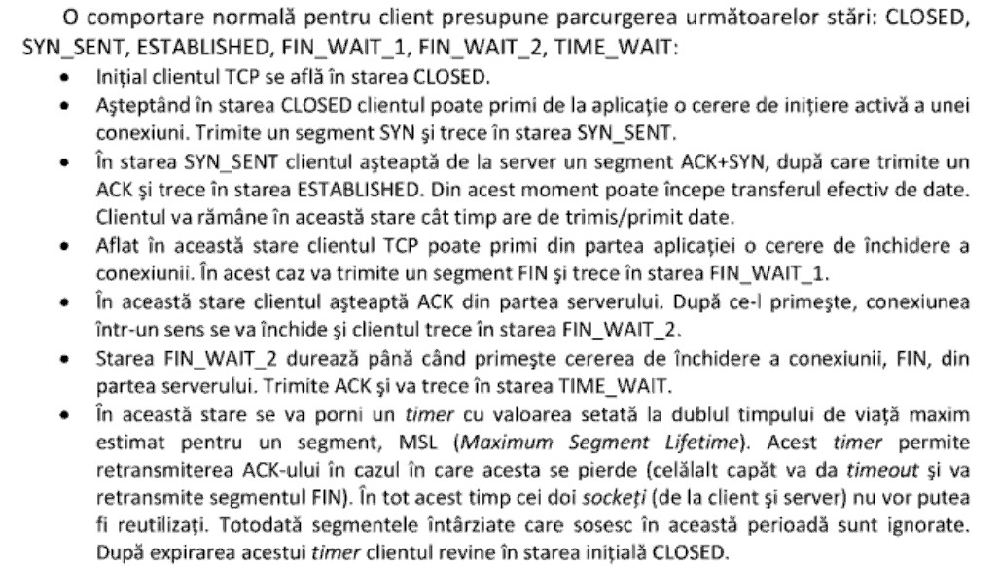 O comportare normală pentru client presupune parcurgerea următoarelor stări: CLOSED,
SYN_SENT, ESTABLISHED, FIN_WAIT_1, FIN_WAIT_2, TIME_WAIT:
• Iniţial clientul TCP se află în starea CLOSED.
• Aşteptând în starea CLOSED clientul poate primi de la aplicaţie o cerere de iniţiere activă a unei
conexiuni. Trimite un segment SYN şi trece în starea SYN_SENT.
• În starea SYN_SENT clientul aşteaptă de la server un segment ACK+SYN, după care trimite un
ACK şi trece în starea ESTABLISHED. Din acest moment poate începe transferul efectiv de date.
Clientul va rămâne în această stare cât timp are de trimis/primit date.
• Aflat în această stare clientul TCP poate primi din partea aplicaţiei o cerere de închidere a
conexiunii. În acest caz va trimite un segment FIN şi trece în starea FIN_WAIT_1.
• În această stare clientul aşteaptă ACK din partea serverului. După ce-l primeşte, conexiunea
într-un sens se va închide şi clientul trece în starea FIN_WAIT_2.
• Starea FIN_WAIT_2 durează până când primeşte cererea de închidere a conexiunii, FIN, din
partea serverului. Trimite ACK şi va trece în starea TIME_WAIT.
• În această stare se va porni un timer cu valoarea setată la dublul timpului de viaţă maxim
estimat pentru un segment, MSL (Maximum Segment Lifetime). Acest timer permite
retransmiterea ACK-ului în cazul în care acesta se pierde (celălalt capăt va da timeout şi va
retransmite segmentul FIN). În tot acest timp cei doi socketţi (de la client şi server) nu vor putea
fi reutilizaţi. Totodată segmentele întârziate care sosesc în această perioadă sunt ignorate.
După expirarea acestui timer clientul revine în starea iniţială CLOSED.